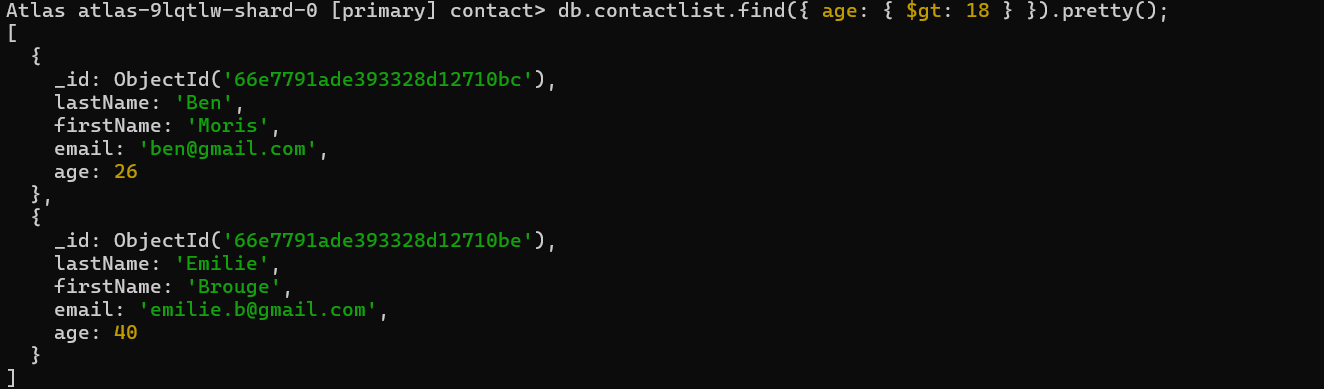 Atlas atlas-9lqtlw-shard-0 [primary] contact> db.contactlist.find({ age: { $gt: 18 } }).pretty();
[
  {
    _id: ObjectId('66e7791ade393328d12710bc'),
    lastName: 'Ben',
    firstName: 'Moris',
    email: 'ben@gmail.com',
    age: 26
  },
  {
    _id: ObjectId('66e7791ade393328d12710be'),
    lastName: 'Emilie',
    firstName: 'Brouge',
    email: 'emilie.b@gmail.com',
    age: 40
  }
]